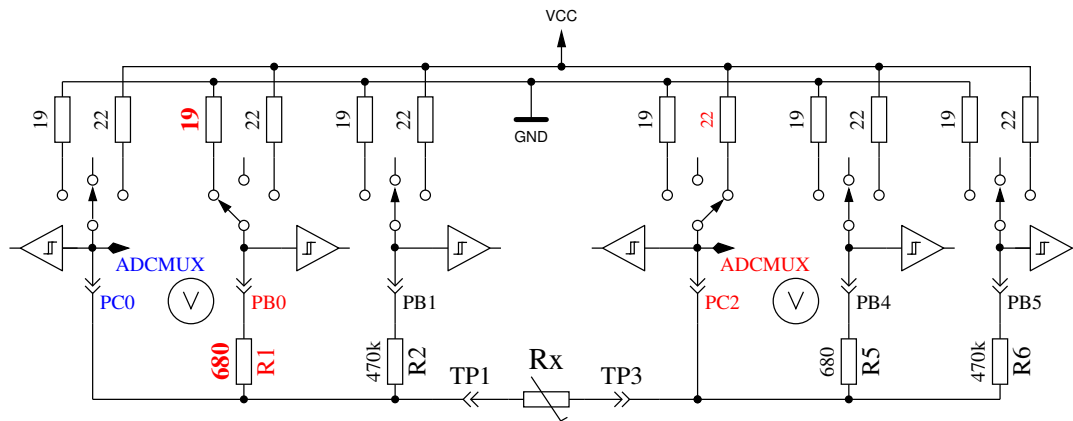 VCC
GND
19
22
19
22
19
22
19
22
19
22
19
22
ADCMUX
ADCMUX
PC0
V
PB0
PB1
PC2
V
PB4
PB5
680
R1
470k
R2
680
R5
470k
R6
TP1
Rx
TP3